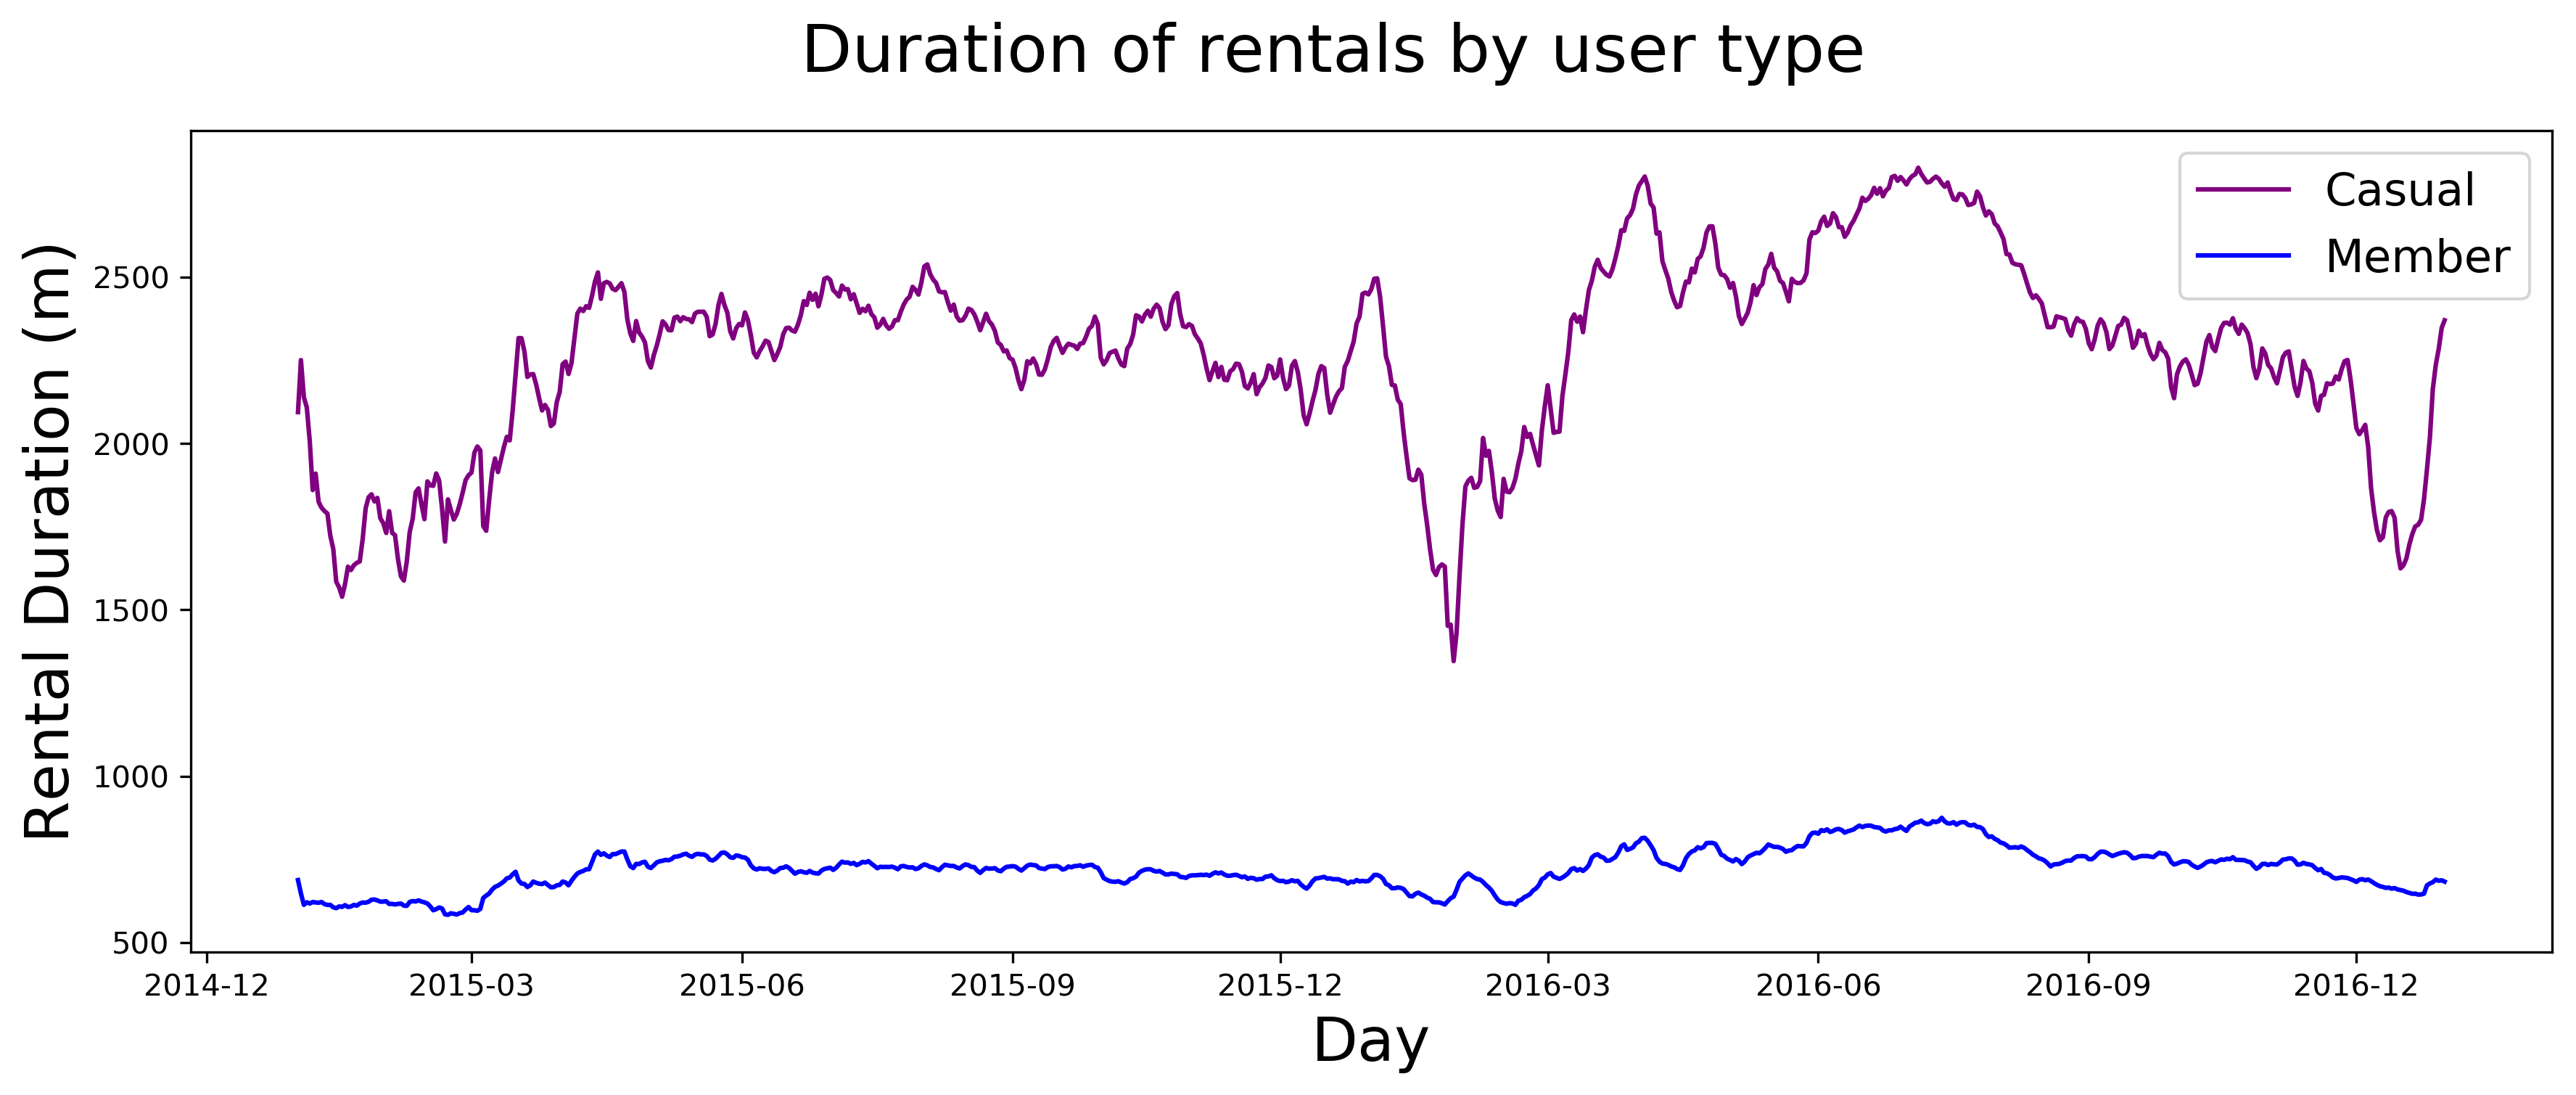 Duration of rentals by user type
Rental Duration (m)
2500
2000
1500
1000
500
Casual
Member
2014-12
2015-03
2015-06
2015-09
2015-12
2016-03
2016-06
2016-09
2016-12
Day